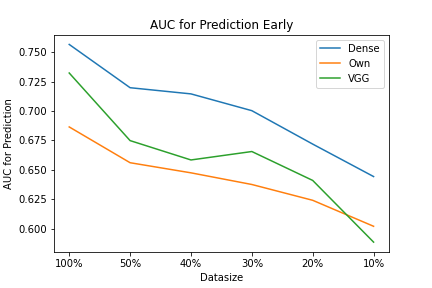 AUC for Prediction Early
AUC for Prediction
0.750
0.725
0.700
0.675
0.650
0.625
0.600
Dense
Own
VGG
100% 50% 40% 30% 20% 10%
Datasize